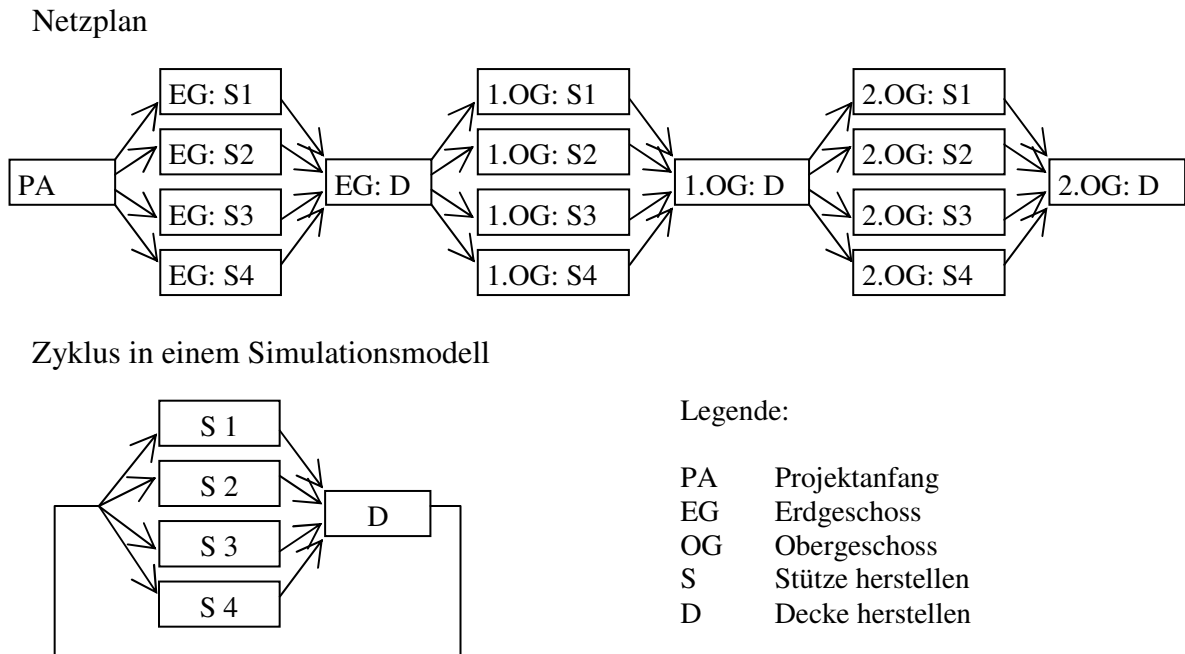 Netzplan
EG: S1
1.OG: S1
2.OG: S1
EG: S2
1.OG: S2
2.OG: S2
PA
EG: D
1.OG: D
2.OG: D
EG: S3
1.OG: S3
2.OG: S3
EG: S4
1.OG: S4
2.OG: S4
Zyklus in einem Simulationsmodell
S 1
S 2
D
S 3
S 4
Legende:
PA Projektanfang
EG Erdgeschoss
OG Obergeschoss
S Stütze herstellen
D Decke herstellen